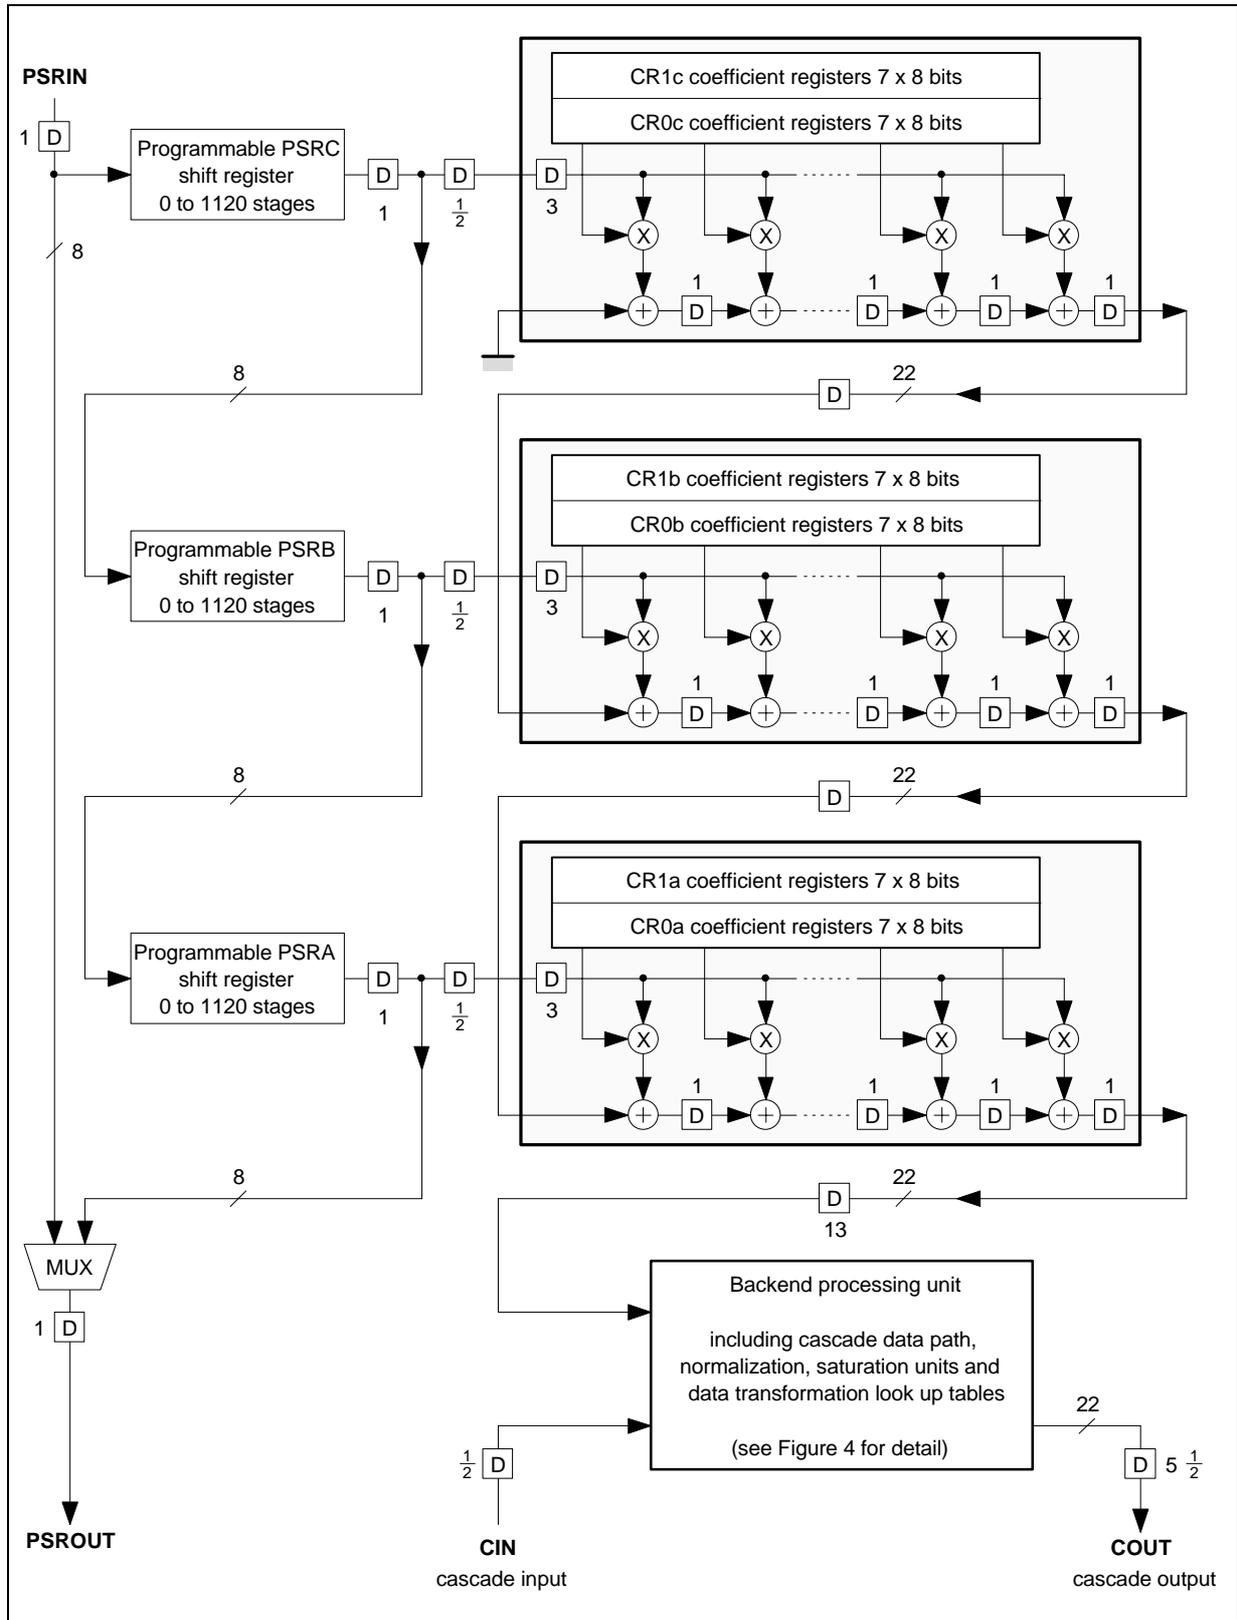 PSRIN
1 D
Programmable PSRC
shift register
0 to 1120 stages
D
1
D
1/2
D
3
CR1c coefficient registers 7 x 8 bits
CR0c coefficient registers 7 x 8 bits
X X X X
1 1 1 1
+ D + D + D + D
8
8
D 22
Programmable PSRB
shift register
0 to 1120 stages
D
1
D
1/2
D
3
CR1b coefficient registers 7 x 8 bits
CR0b coefficient registers 7 x 8 bits
X X X X
1 1 1 1
+ D + D + D + D
8
D 22
Programmable PSRA
shift register
0 to 1120 stages
D
1
D
1/2
D
3
CR1a coefficient registers 7 x 8 bits
CR0a coefficient registers 7 x 8 bits
X X X X
1 1 1 1
+ D + D + D + D
8
D 22
13
MUX
1 D
PSROUT
Backend processing unit
including cascade data path,
normalization, saturation units and
data transformation look up tables
(see Figure 4 for detail)
1/2 D
CIN
cascade input
22
D 5 1/2
COUT
cascade output